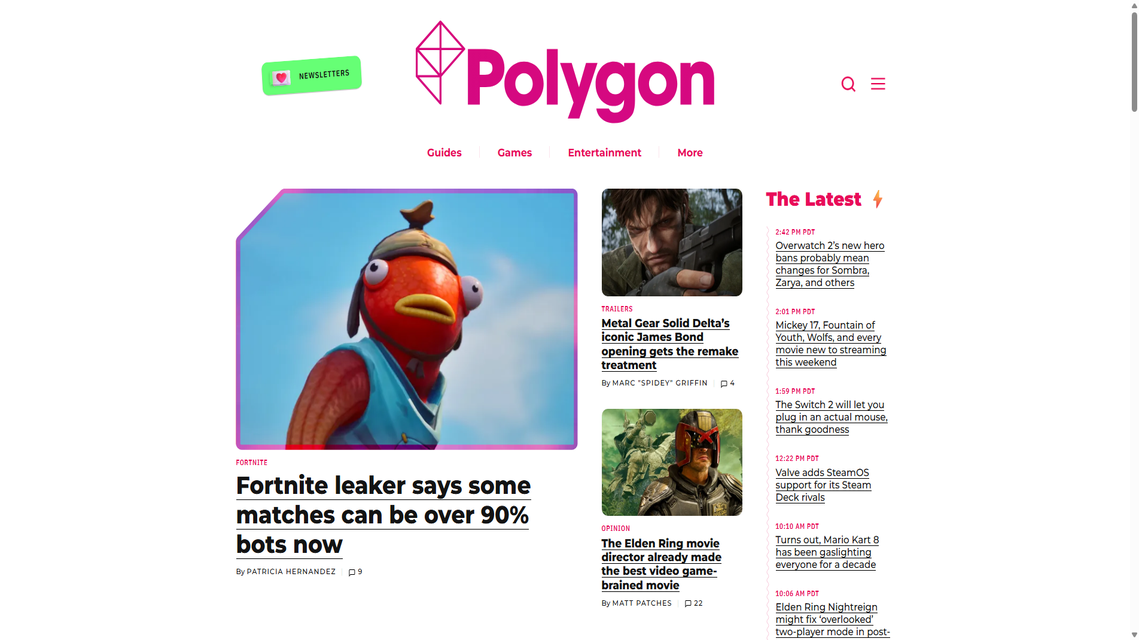 NEWSLETTERS
Polygon
Guides
Games
Entertainment
More
FORTNITE
Fortnite leaker says some
matches can be over 90%
bots now
By PATRICIA HERNANDEZ
9
TRAILERS
Metal Gear Solid Delta's
iconic James Bond
opening gets the remake
treatment
By MARC "SPIDEY" GRIFFIN
4
OPINION
The Elden Ring movie
director already made
the best video game-
brained movie
By MATT PATCHES
22
The Latest
2:42 PM PDT
Overwatch 2's new hero
bans probably mean
changes for Sombra,
Zarya, and others
2:01 PM PDT
Mickey 17, Fountain of
Youth, Wolfs, and every
movie new to streaming
this weekend
1:59 PM PDT
The Switch 2 will let you
plug in an actual mouse,
thank goodness
12:22 PM PDT
Valve adds SteamOS
support for its Steam
Deck rivals
10:10 AM PDT
Turns out, Mario Kart 8
has been gaslighting
everyone for a decade
10:06 AM PDT
Elden Ring Nightreign
might fix 'overlooked'
two-player mode in post-